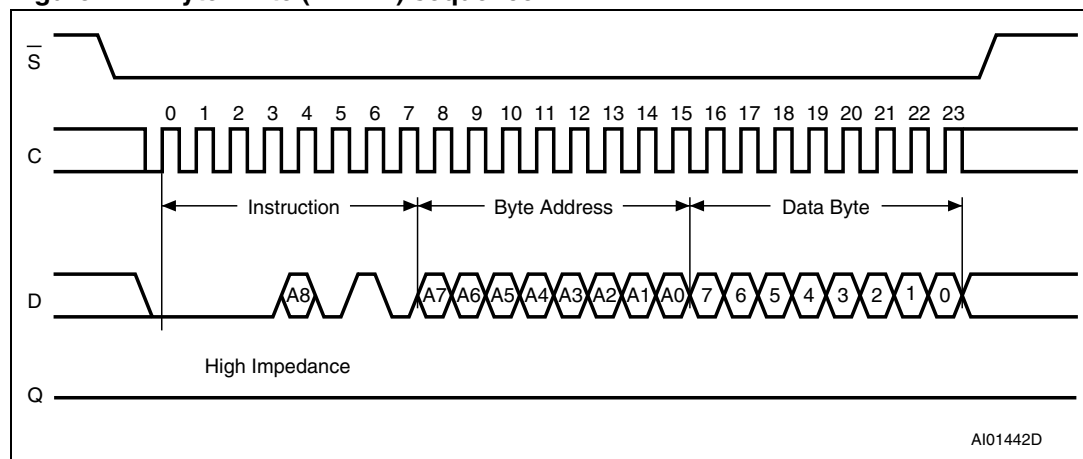 S
0 1 2 3 4 5 6 7 8 9 10 11 12 13 14 15 16 17 18 19 20 21 22 23
C
Instruction Byte Address Data Byte
D A8 A7 A6 A5 A4 A3 A2 A1 A0 7 6 5 4 3 2 1 0
High Impedance
Q
AI01442D